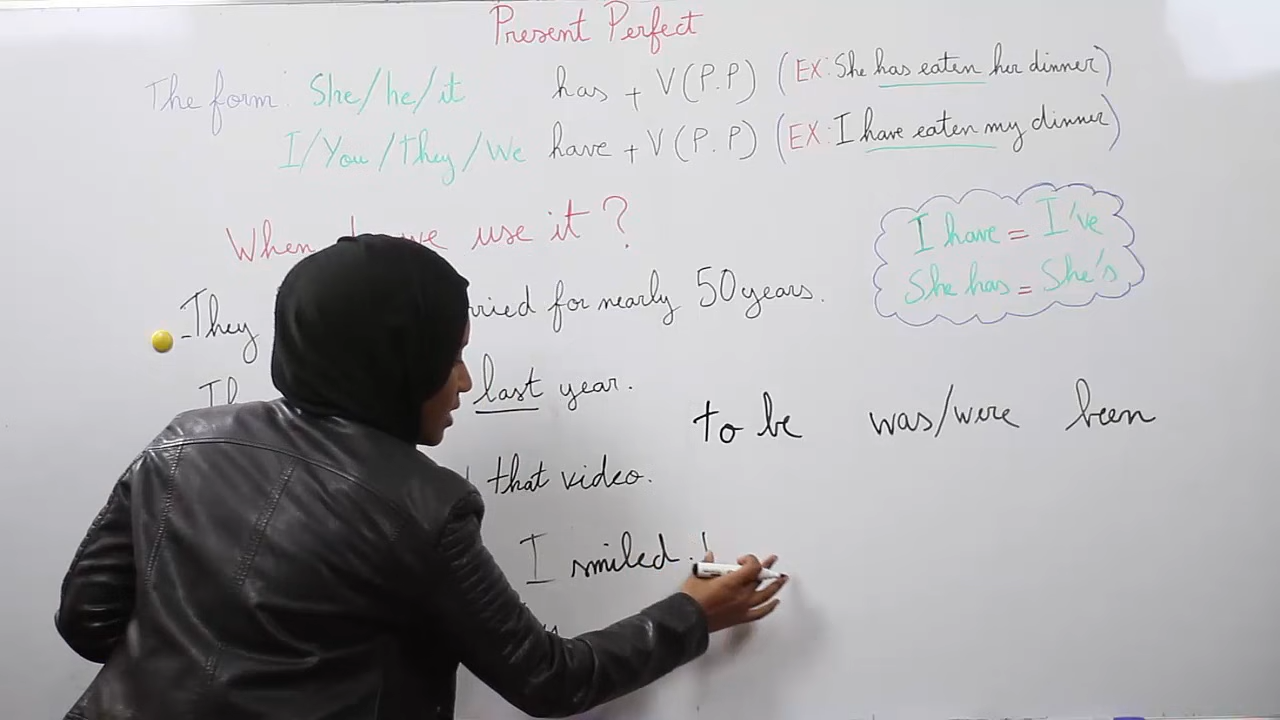 Present Perfect
The form: She/he/it has + V(P.P) (EX: She has eaten her dinner)
I/You/They/We have + V(P.P) (EX: I have eaten my dinner)
When we use it?
I have = I've
She has = She's
- They for nearly 50 years.
last year.
to be was/were been
that video.
I smiled.